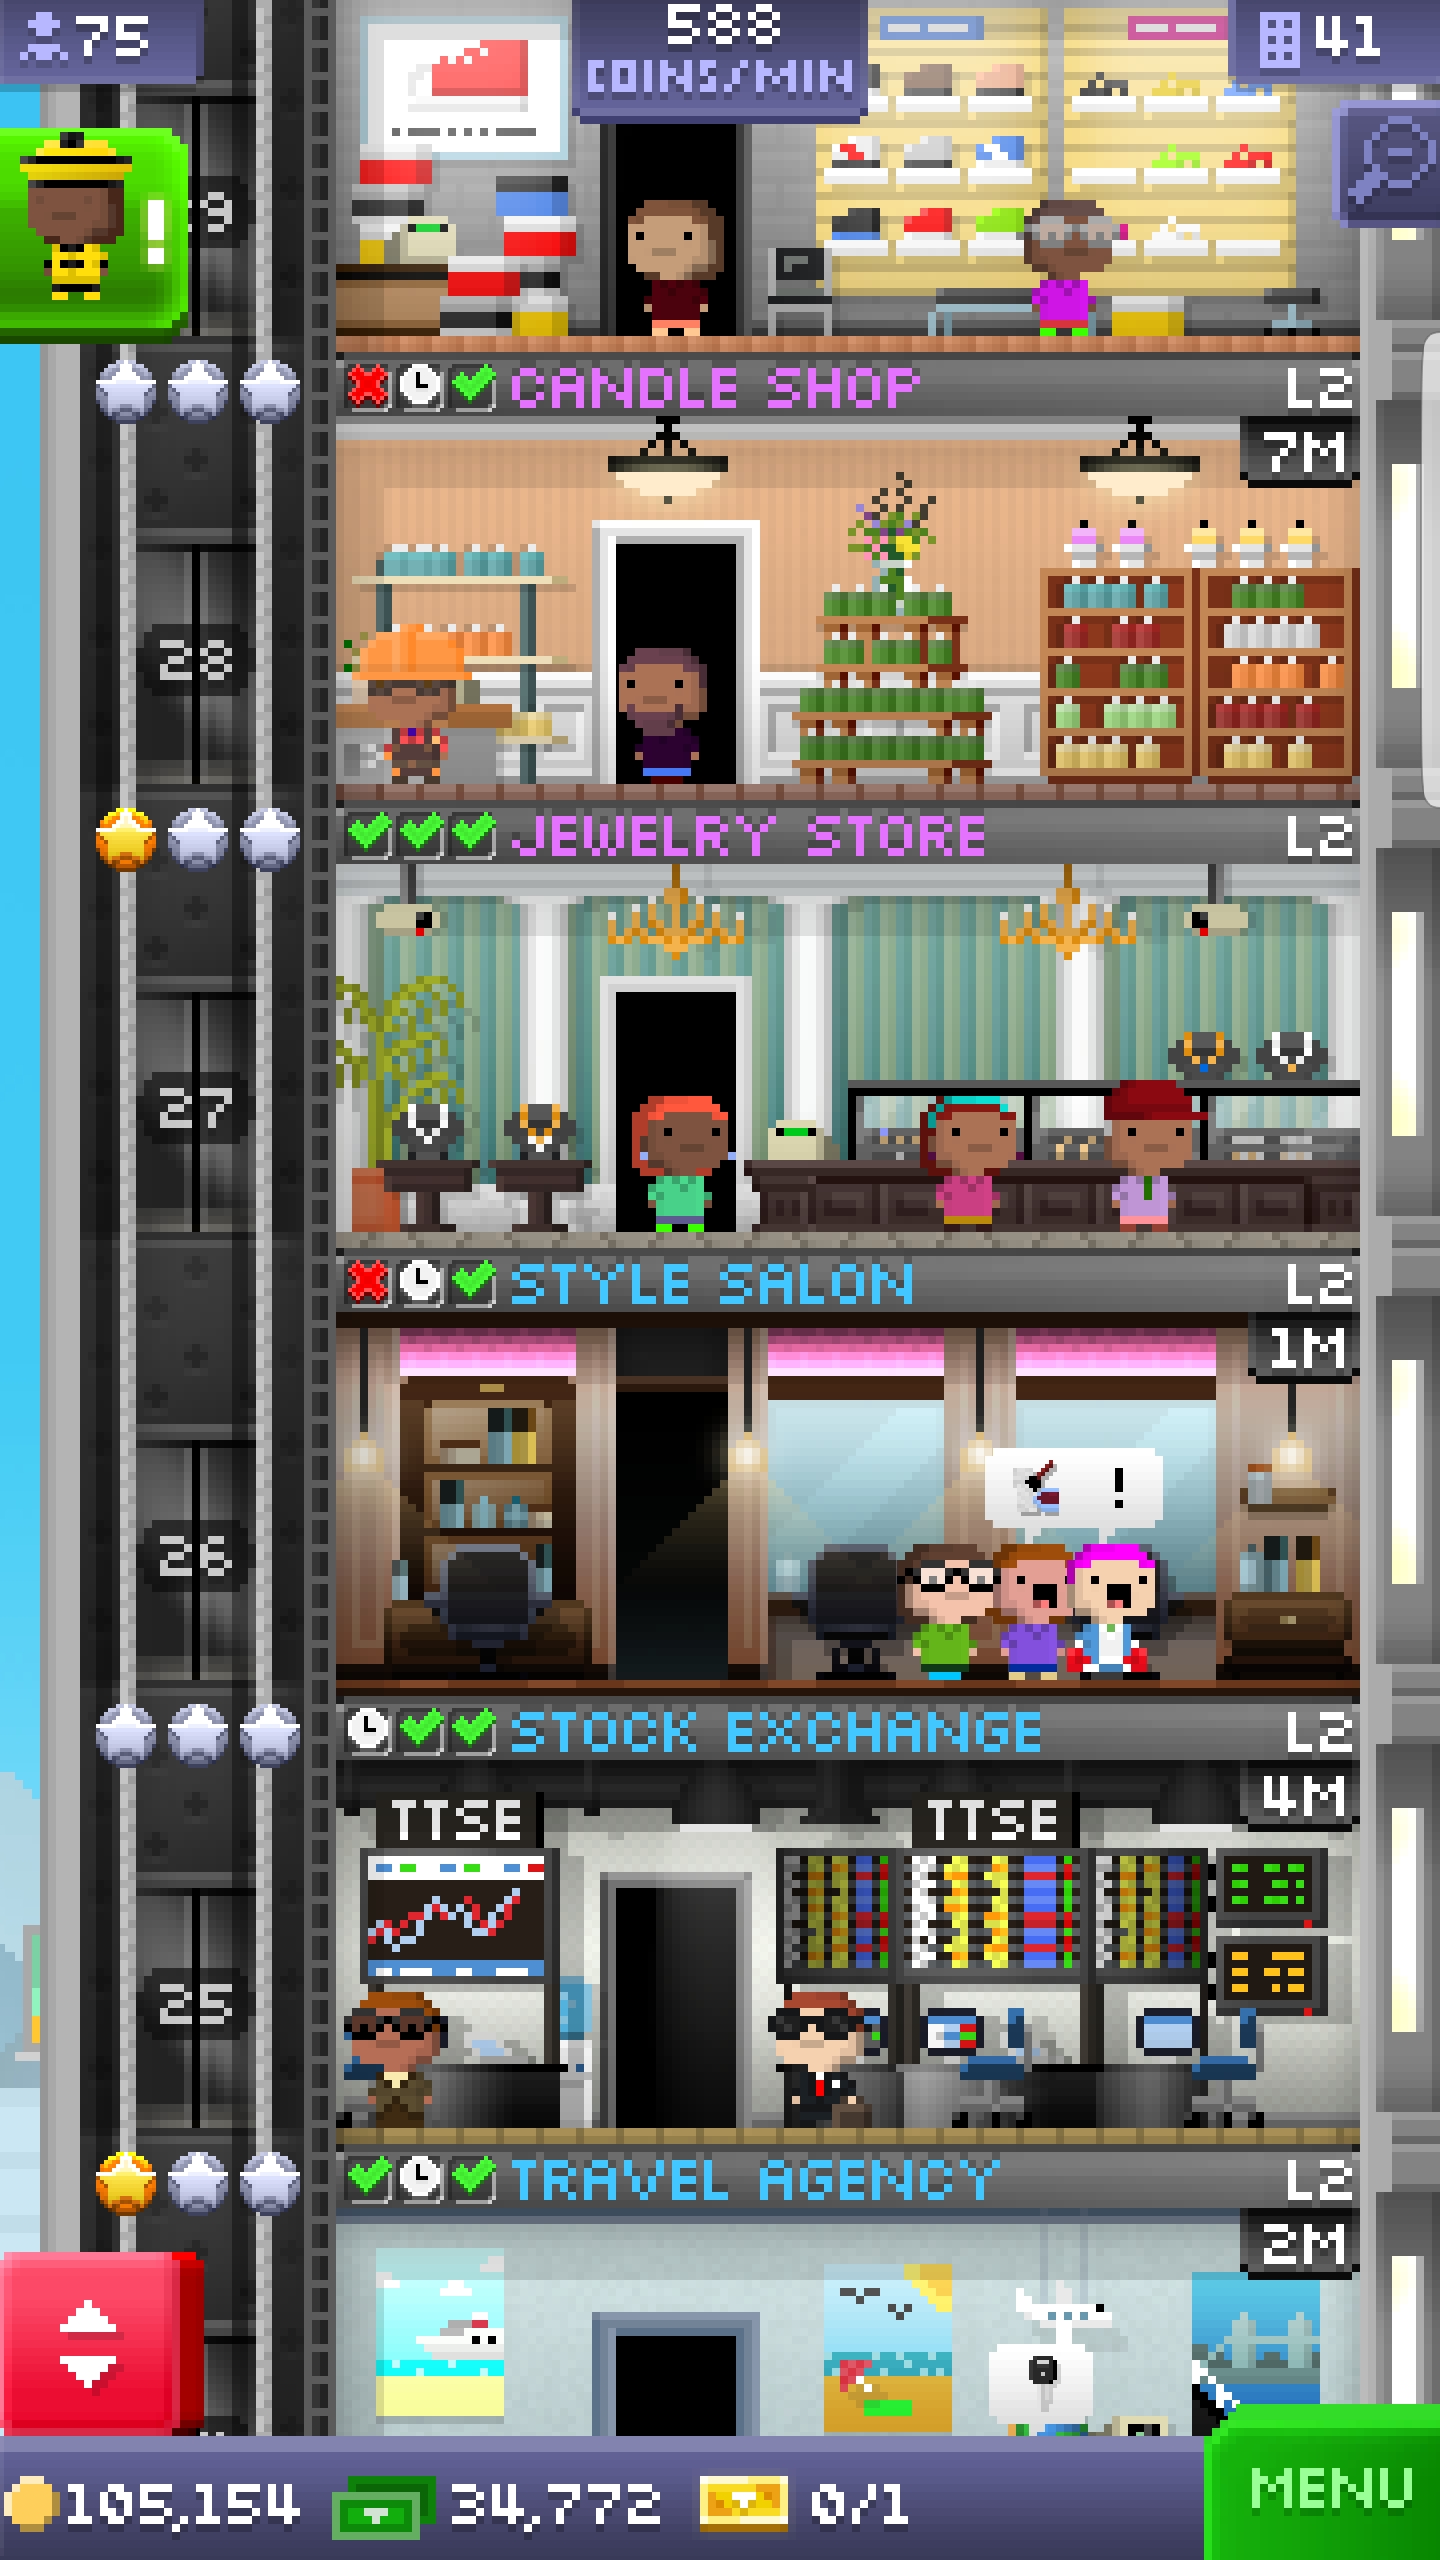 75
588
COINS/MIN
41
!
CANDLE SHOP
L2
7M
28
JEWELRY STORE
L2
27
STYLE SALON
L2
1M
!
26
STOCK EXCHANGE
L2
4M
TTSE
TTSE
25
TRAVEL AGENCY
L2
2M
105,154
34,772
0/1
MENU